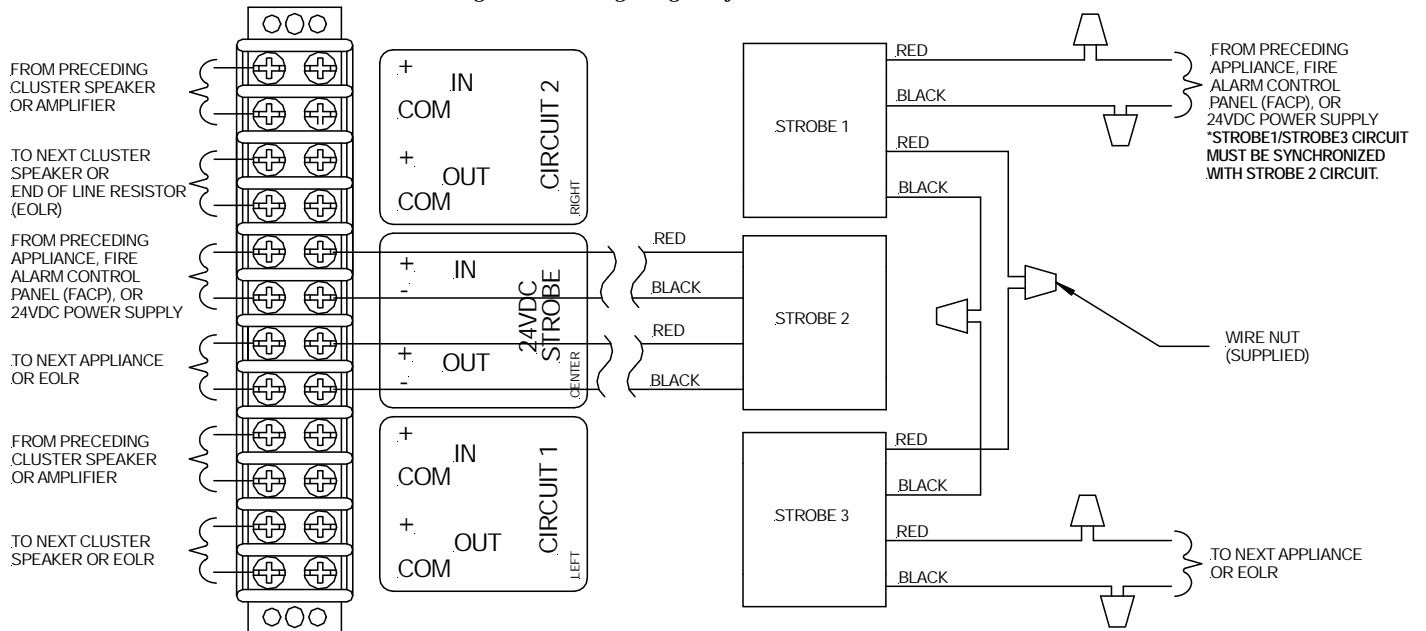 FROM PRECEDING
CLUSTER SPEAKER
OR AMPLIFIER
TO NEXT CLUSTER
SPEAKER OR
END OF LINE RESISTOR
(EOLR)
FROM PRECEDING
APPLIANCE, FIRE
ALARM CONTROL
PANEL (FACP), OR
24VDC POWER SUPPLY
TO NEXT APPLIANCE
OR EOLR
FROM PRECEDING
CLUSTER SPEAKER
OR AMPLIFIER
TO NEXT CLUSTER
SPEAKER OR EOLR
+
IN
COM
+
OUT
COM
CIRCUIT 2
RIGHT
+
IN
-
+
OUT
-
24VDC
STROBE
CENTER
+
IN
COM
+
OUT
COM
CIRCUIT 1
LEFT
RED
BLACK
RED
BLACK
STROBE 1
RED
BLACK
RED
BLACK
STROBE 2
STROBE 3
RED
BLACK
RED
BLACK
FROM PRECEDING
APPLIANCE, FIRE
ALARM CONTROL
PANEL (FACP), OR
24VDC POWER SUPPLY
*STROBE1/STROBE3 CIRCUIT
MUST BE SYNCHRONIZED
WITH STROBE 2 CIRCUIT.
WIRE NUT
(SUPPLIED)
TO NEXT APPLIANCE
OR EOLR